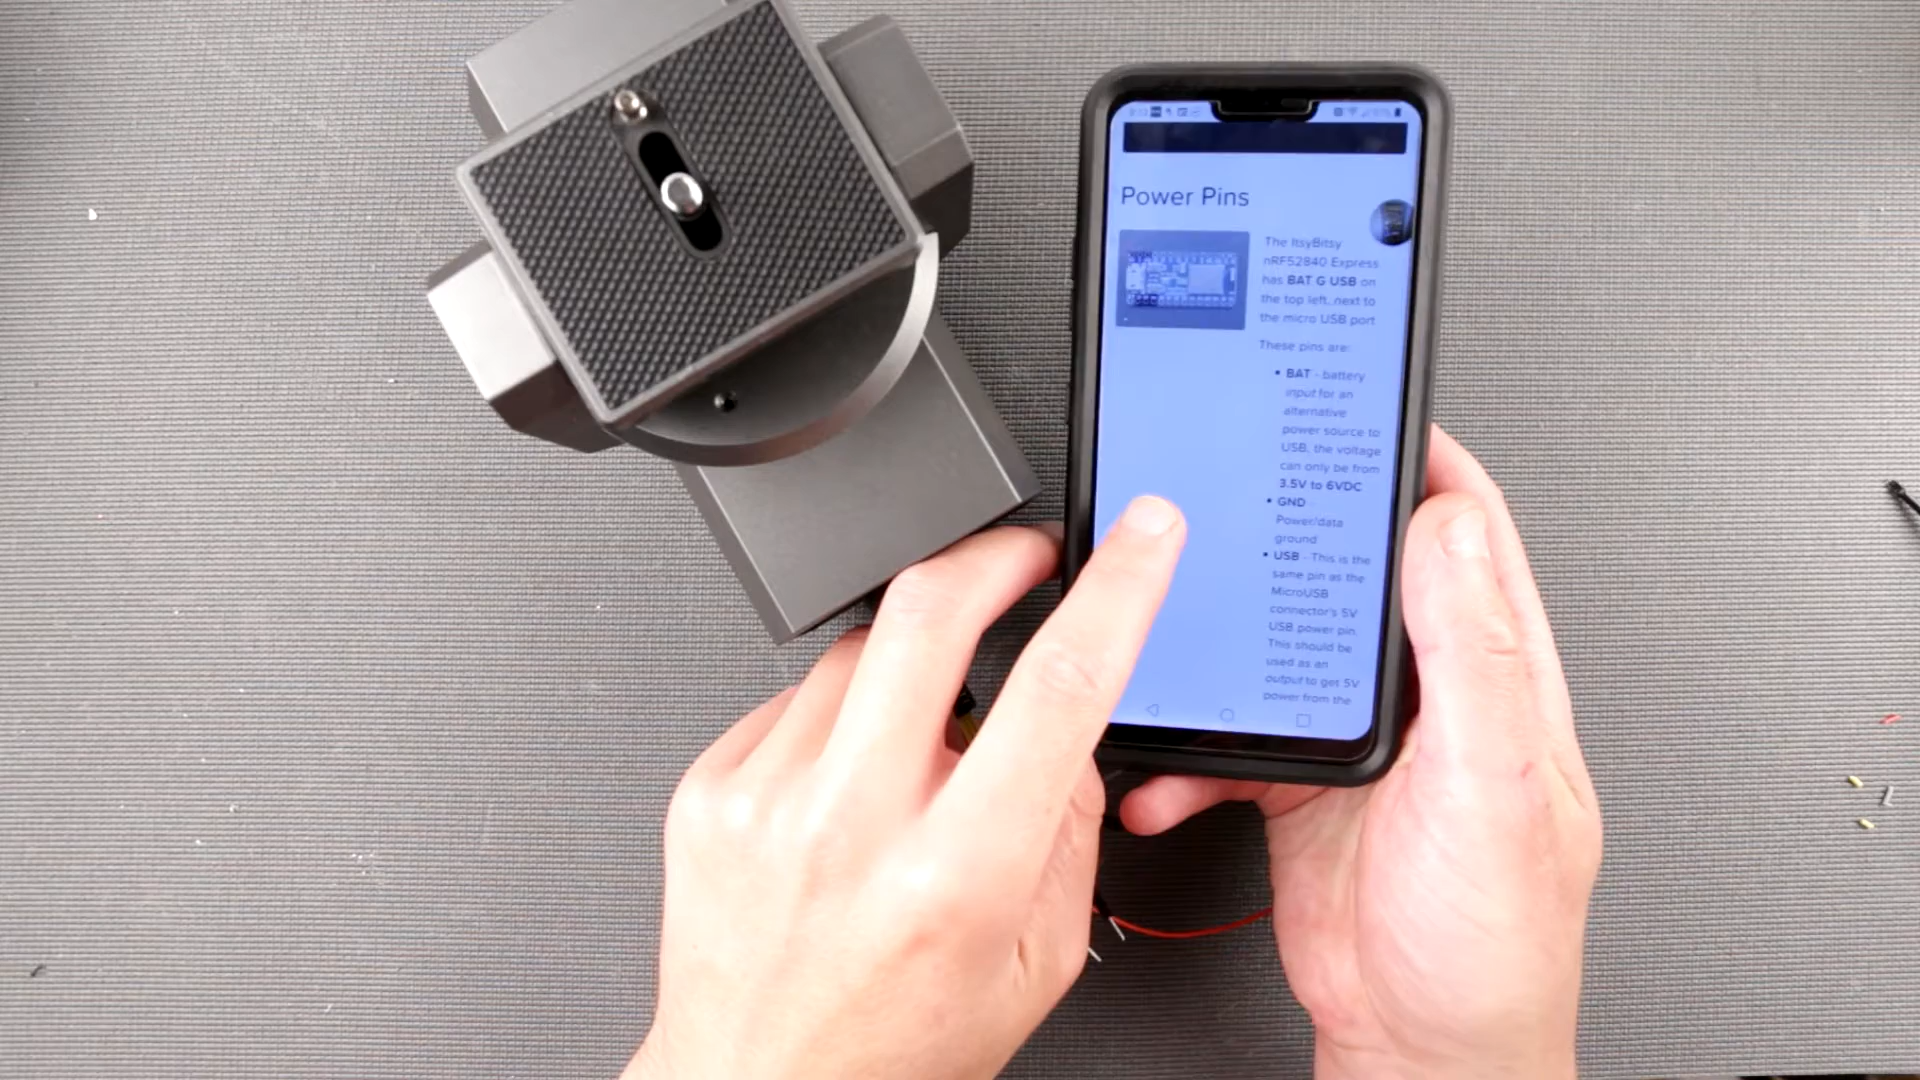 Power Pins
The ItsyBitsy
nRF52840 Express
has BAT G USB on
the top left, next to
the micro USB port
These pins are:
• BAT - battery
input for an
alternative
power source to
USB, the voltage
can only be from
3.5V to 6VDC
• GND
Power/data
ground
• USB - This is the
same pin as the
MicroUSB
connector's 5V
USB power pin.
This should be
used as an
output to get 5V
power from the